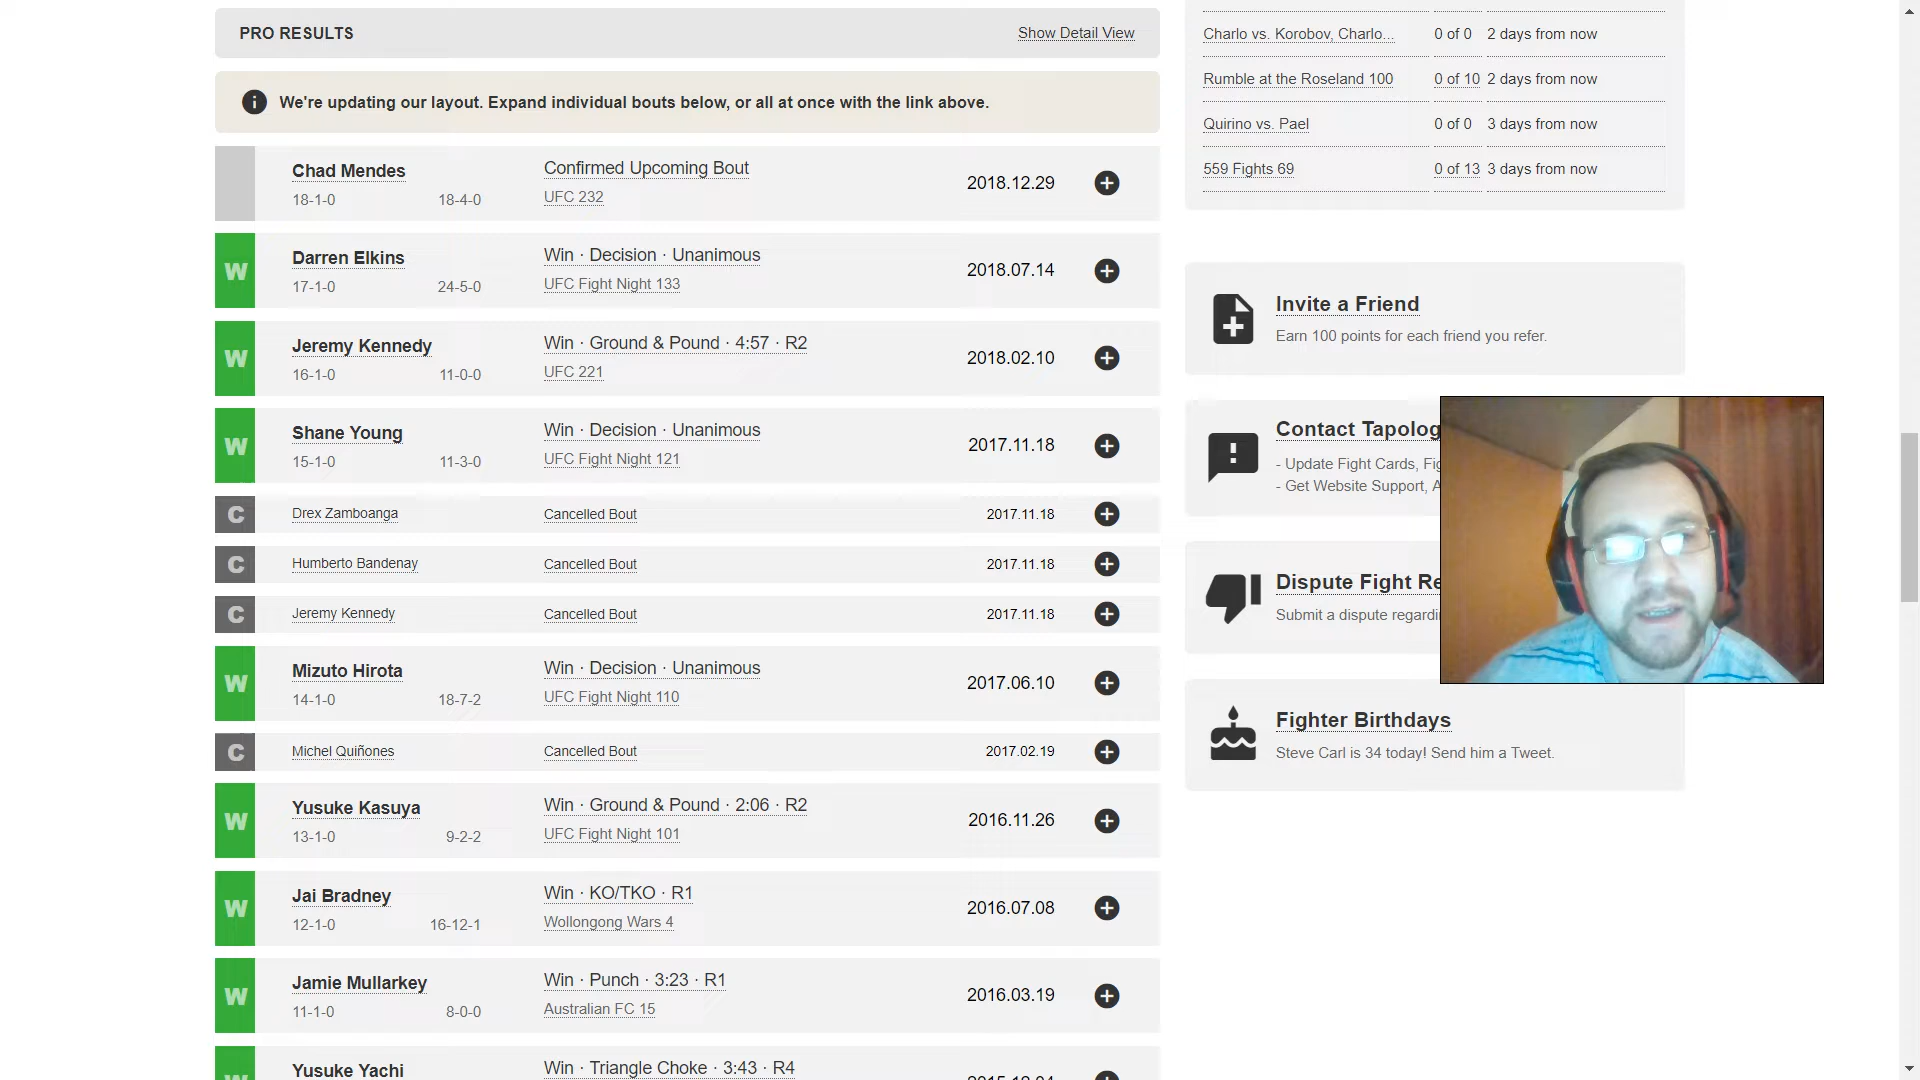 PRO RESULTS
Show Detail View
We're updating our layout. Expand individual bouts below, or all at once with the link above.
Chad Mendes
Confirmed Upcoming Bout
2018.12.29
18-1-0
18-4-0
UFC 232
W
Darren Elkins
Win · Decision · Unanimous
2018.07.14
17-1-0
24-5-0
UFC Fight Night 133
W
Jeremy Kennedy
Win · Ground & Pound · 4:57 · R2
2018.02.10
16-1-0
11-0-0
UFC 221
W
Shane Young
Win · Decision · Unanimous
2017.11.18
15-1-0
11-3-0
UFC Fight Night 121
C
Drex Zamboanga
Cancelled Bout
2017.11.18
C
Humberto Bandenay
Cancelled Bout
2017.11.18
C
Jeremy Kennedy
Cancelled Bout
2017.11.18
W
Mizuto Hirota
Win · Decision · Unanimous
2017.06.10
14-1-0
18-7-2
UFC Fight Night 110
C
Michel Quiñones
Cancelled Bout
2017.02.19
W
Yusuke Kasuya
Win · Ground & Pound · 2:06 · R2
2016.11.26
13-1-0
9-2-2
UFC Fight Night 101
W
Jai Bradney
Win · KO/TKO · R1
2016.07.08
12-1-0
16-12-1
Wollongong Wars 4
W
Jamie Mullarkey
Win · Punch · 3:23 · R1
2016.03.19
11-1-0
8-0-0
Australian FC 15
W
Yusuke Yachi
Win · Triangle Choke · 3:43 · R4
Charlo vs. Korobov, Charlo... 0 of 0 2 days from now
Rumble at the Roseland 100 0 of 10 2 days from now
Quirino vs. Pael 0 of 0 3 days from now
559 Fights 69 0 of 13 3 days from now
Invite a Friend
Earn 100 points for each friend you refer.
Contact Tapolog
- Update Fight Cards, Fig
- Get Website Support, A
Dispute Fight Re
Submit a dispute regardi
Fighter Birthdays
Steve Carl is 34 today! Send him a Tweet.